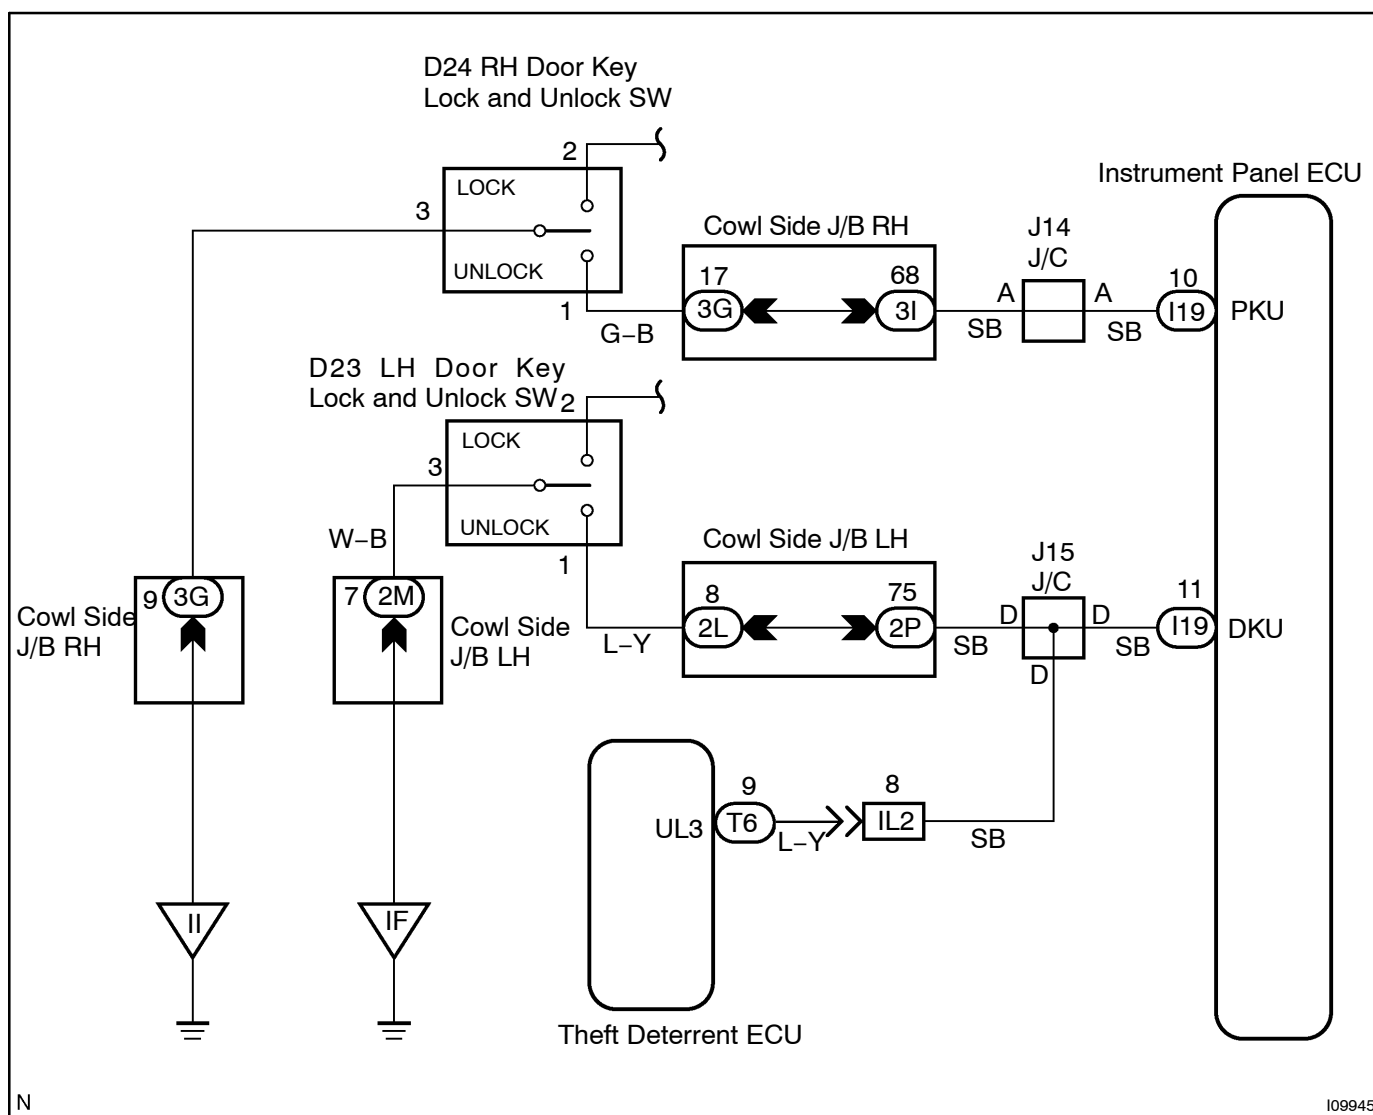 D24 RH Door Key
Lock and Unlock SW
2
LOCK
3
UNLOCK
1
G−B
Cowl Side J/B RH
17
3G
68
3I
SB
J14
J/C
A
A
SB
Instrument Panel ECU
10
I19
PKU
D23 LH Door Key
Lock and Unlock SW
2
LOCK
3
UNLOCK
1
W−B
L−Y
Cowl Side J/B LH
8
2L
75
2P
SB
J15
J/C
D
D
D
SB
11
I19
DKU
Cowl Side
J/B RH
9
3G
7
2M
Cowl Side
J/B LH
UL3
9
T6
L−Y
8
IL2
SB
II
IF
Theft Deterrent ECU
N
I09945